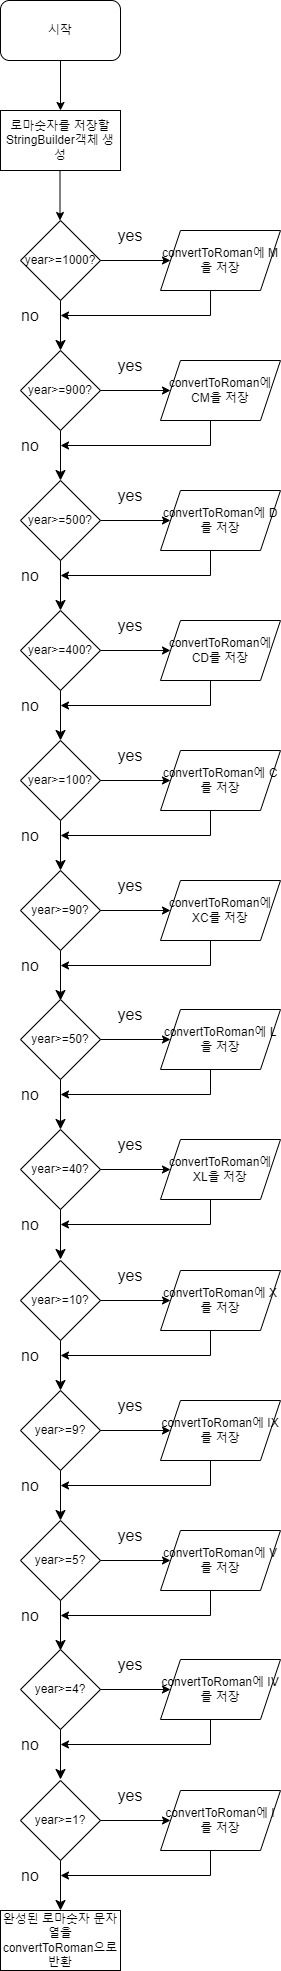 시작
로마숫자를 저장할
StringBuilder객체 생
성
yes
year>=1000?
convertToRoman에 M
을 저장
no
yes
year>=900?
convertToRoman에
CM을 저장
no
yes
year>=500?
convertToRoman에 D
를 저장
no
yes
year>=400?
convertToRoman에
CD를 저장
no
yes
year>=100?
convertToRoman에 C
를 저장
no
yes
year>=90?
convertToRoman에
XC를 저장
no
yes
year>=50?
convertToRoman에 L
을 저장
no
yes
year>=40?
convertToRoman에
XL을 저장
no
yes
year>=10?
convertToRoman에 X
를 저장
no
yes
year>=9?
convertToRoman에 IX
를 저장
no
yes
year>=5?
convertToRoman에 V
를 저장
no
yes
year>=4?
convertToRoman에 IV
를 저장
no
yes
year>=1?
convertToRoman에 I
를 저장
no
완성된 로마숫자 문자
열을
convertToRoman으로
반환